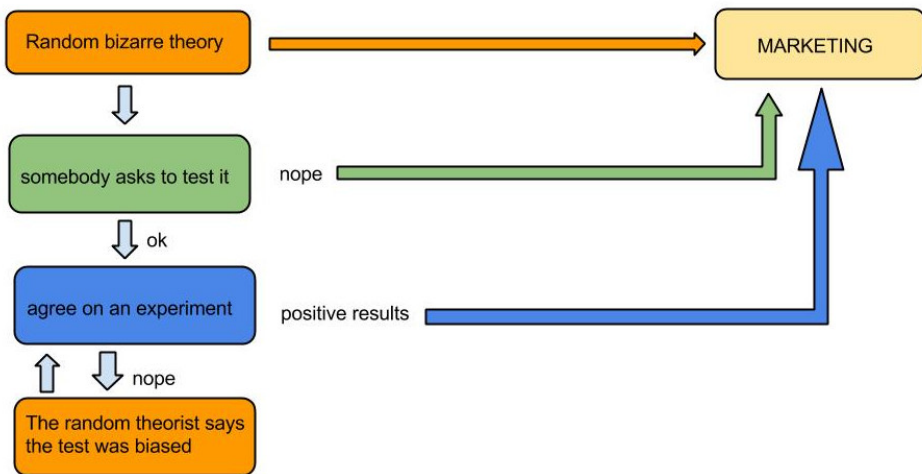 Random bizarre theory
MARKETING
somebody asks to test it
nope
ok
agree on an experiment
positive results
nope
The random theorist says
the test was biased